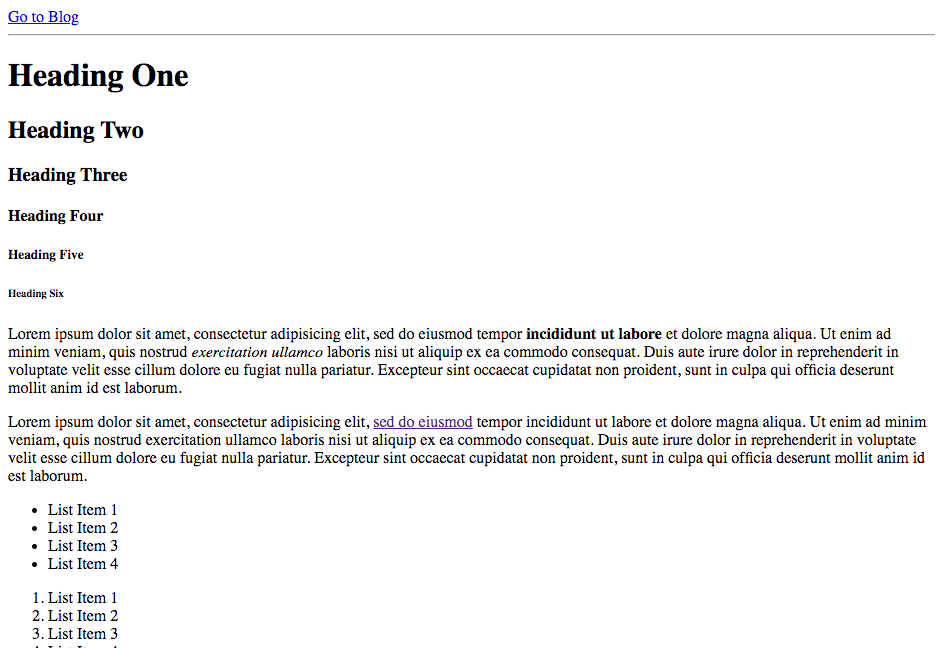 Go to Blog
Heading One
Heading Two
Heading Three
Heading Four
Heading Five
Heading Six
Lorem ipsum dolor sit amet, consectetur adipisicing elit, sed do eiusmod tempor incididunt ut labore et dolore magna aliqua. Ut enim ad
minim veniam, quis nostrud exercitation ullamco laboris nisi ut aliquip ex ea commodo consequat. Duis aute irure dolor in reprehenderit in
voluptate velit esse cillum dolore eu fugiat nulla pariatur. Excepteur sint occaecat cupidatat non proident, sunt in culpa qui officia deserunt
mollit anim id est laborum.
Lorem ipsum dolor sit amet, consectetur adipisicing elit, sed do eiusmod tempor incididunt ut labore et dolore magna aliqua. Ut enim ad minim
veniam, quis nostrud exercitation ullamco laboris nisi ut aliquip ex ea commodo consequat. Duis aute irure dolor in reprehenderit in voluptate
velit esse cillum dolore eu fugiat nulla pariatur. Excepteur sint occaecat cupidatat non proident, sunt in culpa qui officia deserunt mollit anim id
est laborum.
• List Item 1
• List Item 2
• List Item 3
• List Item 4
1. List Item 1
2. List Item 2
3. List Item 3